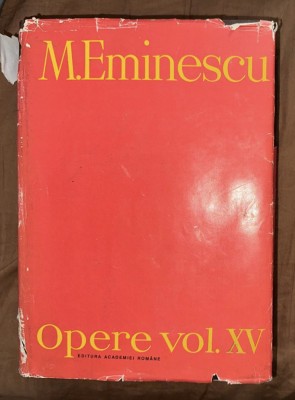 M.Eminescu
Opere vol. XV
EDITURA ACADEMIEI ROMÂNE